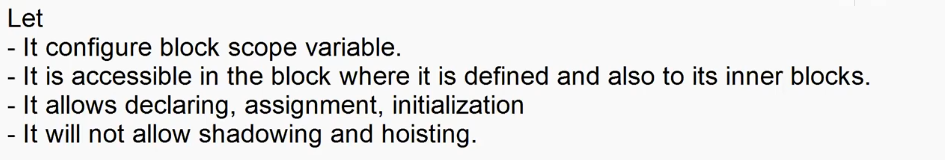 Let
- It configure block scope variable.
- It is accessible in the block where it is defined and also to its inner blocks.
- It allows declaring, assignment, initialization
- It will not allow shadowing and hoisting.